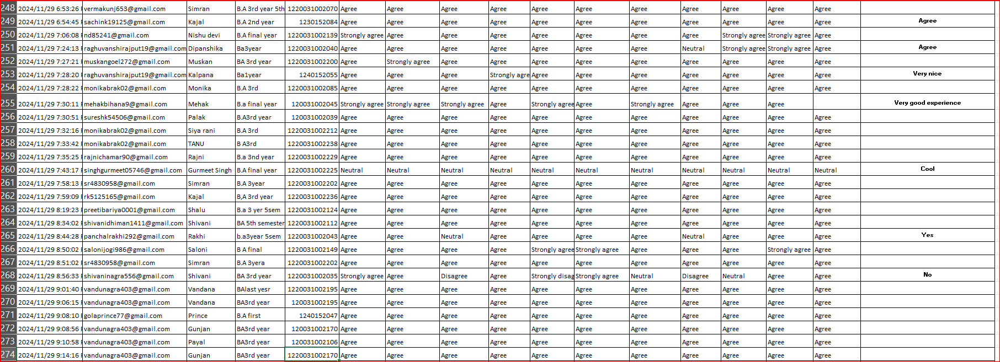 248 2024/11/29 6:53:26 vermakunj653@gmail.com Simran B.A 3rd year 5th 1220031002070 Agree Agree Agree Agree Agree Agree Agree Agree Agree Agree Agree
249 2024/11/29 6:54:45 sachink19125@gmail.com Kajal B.A 2nd year 1230152084 Agree Agree Agree Agree Agree Agree Agree Agree Agree Agree Agree Agree
250 2024/11/29 7:06:08 nd85241@gmail.com Nishu devi B.A final year 1220031002139 Strongly agree Agree Agree Agree Agree Agree Agree Agree Strongly agree Strongly agree Agree
251 2024/11/29 7:24:13 raghuvanshirajput19@gmail.com Dipanshika Ba3year 1220031002040 Agree Agree Agree Agree Agree Agree Agree Neutral Strongly agree Strongly agree Agree Agree
252 2024/11/29 7:27:21 muskangoel272@gmail.com Muskan BA 3rd year 1220031002200 Agree Strongly agree Agree Agree Agree Agree Agree Agree Agree Agree Agree
253 2024/11/29 7:28:20 raghuvanshirajput19@gmail.com Kalpana Ba1year 1240152055 Agree Agree Agree Strongly agre Agree Agree Agree Agree Agree Agree Agree Very nice
254 2024/11/29 7:28:22 monikabrak02@gmail.com Monika B.A 3rd 1220031002085 Agree Agree Agree Agree Agree Agree Agree Agree Agree Agree Agree
255 2024/11/29 7:30:11 mehakbihana9@gmail.com Mehak B.a final year 120031002045 Strongly agree Strongly agree Strongly agree Agree Strongly agree Agree Strongly agree Agree Agree Agree Very good experience
256 2024/11/29 7:30:51 sureshk54506@gmail.com Palak B.A3rd year 120031002039 Agree Agree Agree Agree Agree Agree Agree Agree Agree Agree Agree
257 2024/11/29 7:32:16 monikabrak02@gmail.com Siya rani B.A 3rd 1220031002212 Agree Agree Agree Agree Agree Agree Agree Agree Agree Agree Agree
258 2024/11/29 7:33:42 monikabrak02@gmail.com TANU B A3rd 1220031002238 Agree Agree Agree Agree Agree Agree Agree Agree Agree Agree Agree
259 2024/11/29 7:35:25 rajnichamar90@gmail.com Rajni B.a 3nd year 1220031002229 Agree Agree Agree Agree Agree Agree Agree Agree Agree Agree Agree
260 2024/11/29 7:43:17 singhgurmeet05746@gmail.com Gurmeet Singh B.A final year 1220031002225 Neutral Neutral Neutral Neutral Neutral Neutral Neutral Neutral Neutral Neutral Neutral Cool
261 2024/11/29 7:58:13 sr4830958@gmail.com Simran B.A 3year 1220031002202 Agree Agree Agree Agree Agree Agree Agree Agree Agree Agree Agree
262 2024/11/29 7:59:09 rk5125165@gmail.com Kajal B,A 3rd year 1220031002236 Agree Agree Agree Agree Agree Agree Agree Agree Agree Agree Agree
263 2024/11/29 8:19:23 preetibariya0001@gmail.com Shalu B.a 3 yer 5sem 1220031002124 Agree Agree Agree Agree Agree Agree Agree Agree Agree Agree Agree
264 2024/11/29 8:34:02 shivanidhiman1411@gmail.com Shivani BA 5th semester 1220031002112 Agree Agree Agree Agree Agree Agree Agree Agree Agree Agree Agree
265 2024/11/29 8:44:28 panchalrakhi292@gmail.com Rakhi b.a3year 5sem 1220031002043 Agree Agree Neutral Agree Agree Agree Agree Neutral Agree Agree Agree Yes
266 2024/11/29 8:50:02 salonijogi986@gmail.com Saloni B A final 1220031002149 Agree Agree Agree Agree Strongly agree Strongly agree Agree Agree Agree Strongly agree Agree
267 2024/11/29 8:51:02 sr4830958@gmail.com Simran B.A 3yera 1220031002202 Agree Agree Agree Agree Agree Agree Agree Agree Agree Agree Agree
268 2024/11/29 8:56:33 shivaninagra556@gmail.com Shivani BA 3rd year 1220031002035 Strongly agree Agree Disagree Agree Strongly disag Strongly agree Neutral Disagree Neutral Agree Agree No
269 2024/11/29 9:01:40 vandunagra403@gmail.com Vandana BAlast yesr 1220031002195 Agree Agree Agree Agree Agree Agree Agree Agree Agree Agree Agree
270 2024/11/29 9:06:15 vandunagra403@gmail.com Vandana BA3rd year 120031002195 Agree Agree Agree Agree Agree Agree Agree Agree Agree Agree Agree
271 2024/11/29 9:08:10 golaprince77@gmail.com Prince B.A first 1240152047 Agree Agree Agree Agree Agree Agree Agree Agree Agree Agree Agree
272 2024/11/29 9:08:56 vandunagra403@gmail.com Gunjan BA3rd year 120031002170 Agree Agree Agree Agree Agree Agree Agree Agree Agree Agree Agree
273 2024/11/29 9:10:58 vandunagra403@gmail.com Payal BA3rd year 120031002106 Agree Agree Agree Agree Agree Agree Agree Agree Agree Agree Agree
274 2024/11/29 9:14:16 vandunagra403@gmail.com Gunjan BA3rd year 1220031002170 Agree Agree Agree Agree Agree Agree Agree Agree Agree Agree Agree